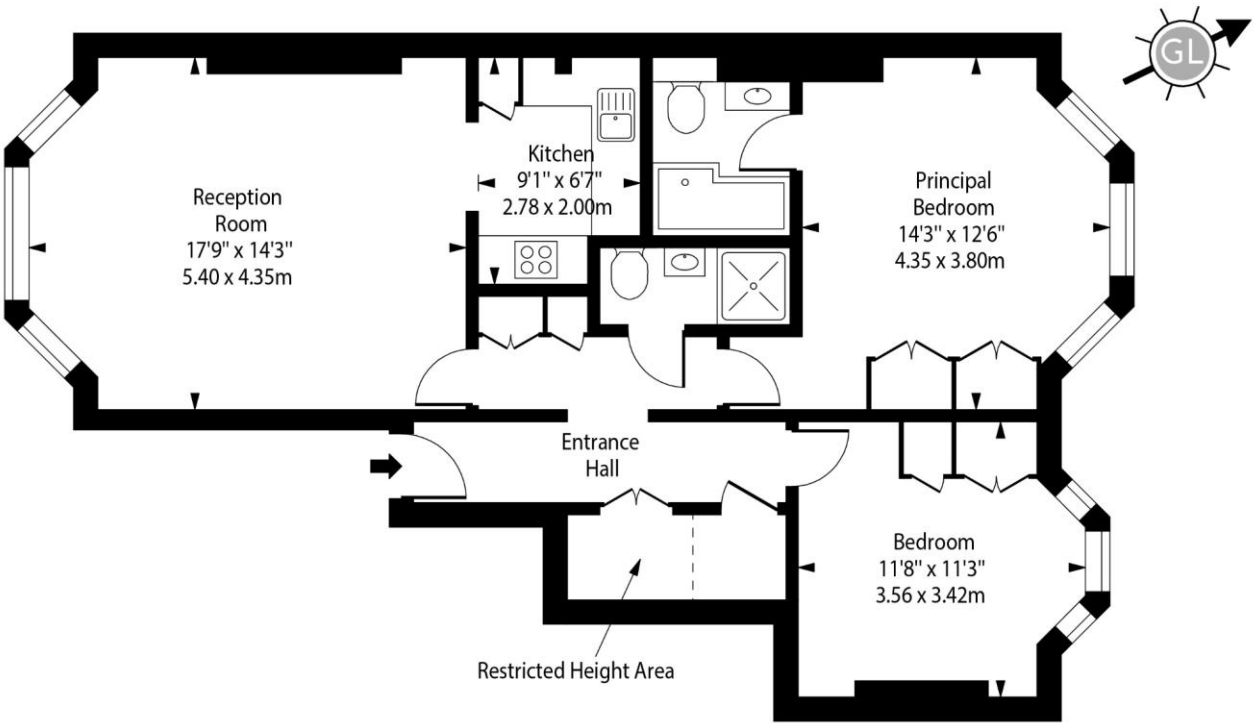 GL
Reception
Room
17'9" x 14'3"
5.40 x 4.35m
Kitchen
9'1" x 6'7"
2.78 x 2.00m
Principal
Bedroom
14'3" x 12'6"
4.35 x 3.80m
Entrance
Hall
Bedroom
11'8" x 11'3"
3.56 x 3.42m
Restricted Height Area